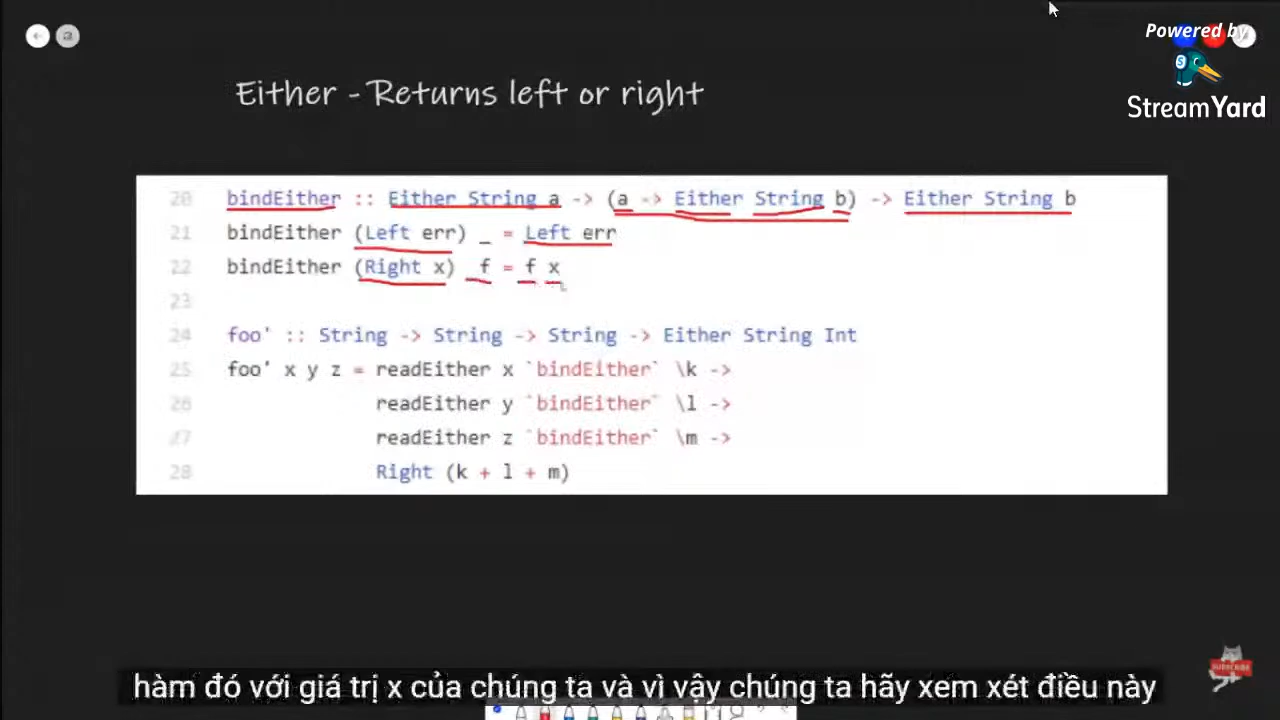 Powered by
StreamYard
Either - Returns left or right
20 bindEither :: Either String a -> (a -> Either String b) -> Either String b
21 bindEither (Left err) _ = Left err
22 bindEither (Right x) f = f x
23
24 foo' :: String -> String -> String -> Either String Int
25 foo' x y z = readEither x `bindEither` \k ->
26 readEither y `bindEither` \l ->
27 readEither z `bindEither` \m ->
28 Right (k + l + m)
SUBSCRIBE
hàm đó với giá trị x của chúng ta và vì vậy chúng ta hãy xem xét điều này